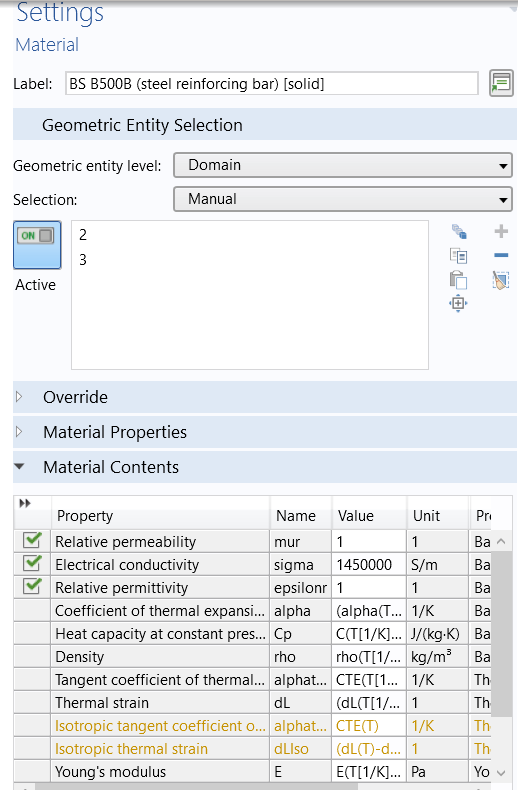 Settings
Material
Label: BS B500B (steel reinforcing bar) [solid]
Geometric Entity Selection
Geometric entity level: Domain
Selection: Manual
ON
Active
2
3
Override
Material Properties
Material Contents
Property Name Value Unit Pr
Relative permeability mur 1 1 Ba
Electrical conductivity sigma 1450000 S/m Ba
Relative permittivity epsilonr 1 1 Ba
Coefficient of thermal expansi... alpha (alpha(T... 1/K Ba
Heat capacity at constant pres... Cp C(T[1/K]... J/(kg·K) Ba
Density rho rho(T[1/... kg/m³ Ba
Tangent coefficient of thermal... alphat... CTE(T[1... 1/K Th
Thermal strain dL (dL(T[1/... 1 Th
Isotropic tangent coefficient o... alphat... CTE(T) 1/K Th
Isotropic thermal strain dLIso (dL(T)-d... 1 Th
Young's modulus E E(T[1/K]... Pa Yo